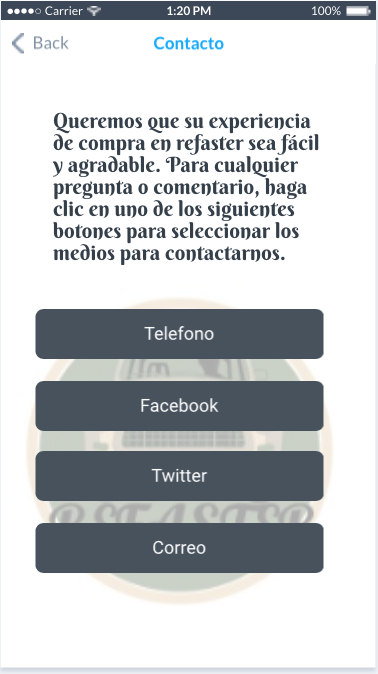 Carrier 1:20 PM 100%
Back Contacto
Queremos que su experiencia
de compra en refaster sea fácil
y agradable. Para cualquier
pregunta o comentario, haga
clic en uno de los siguientes
botones para seleccionar los
medios para contactarnos.
Telefono
Facebook
Twitter
REFASTER
Correo